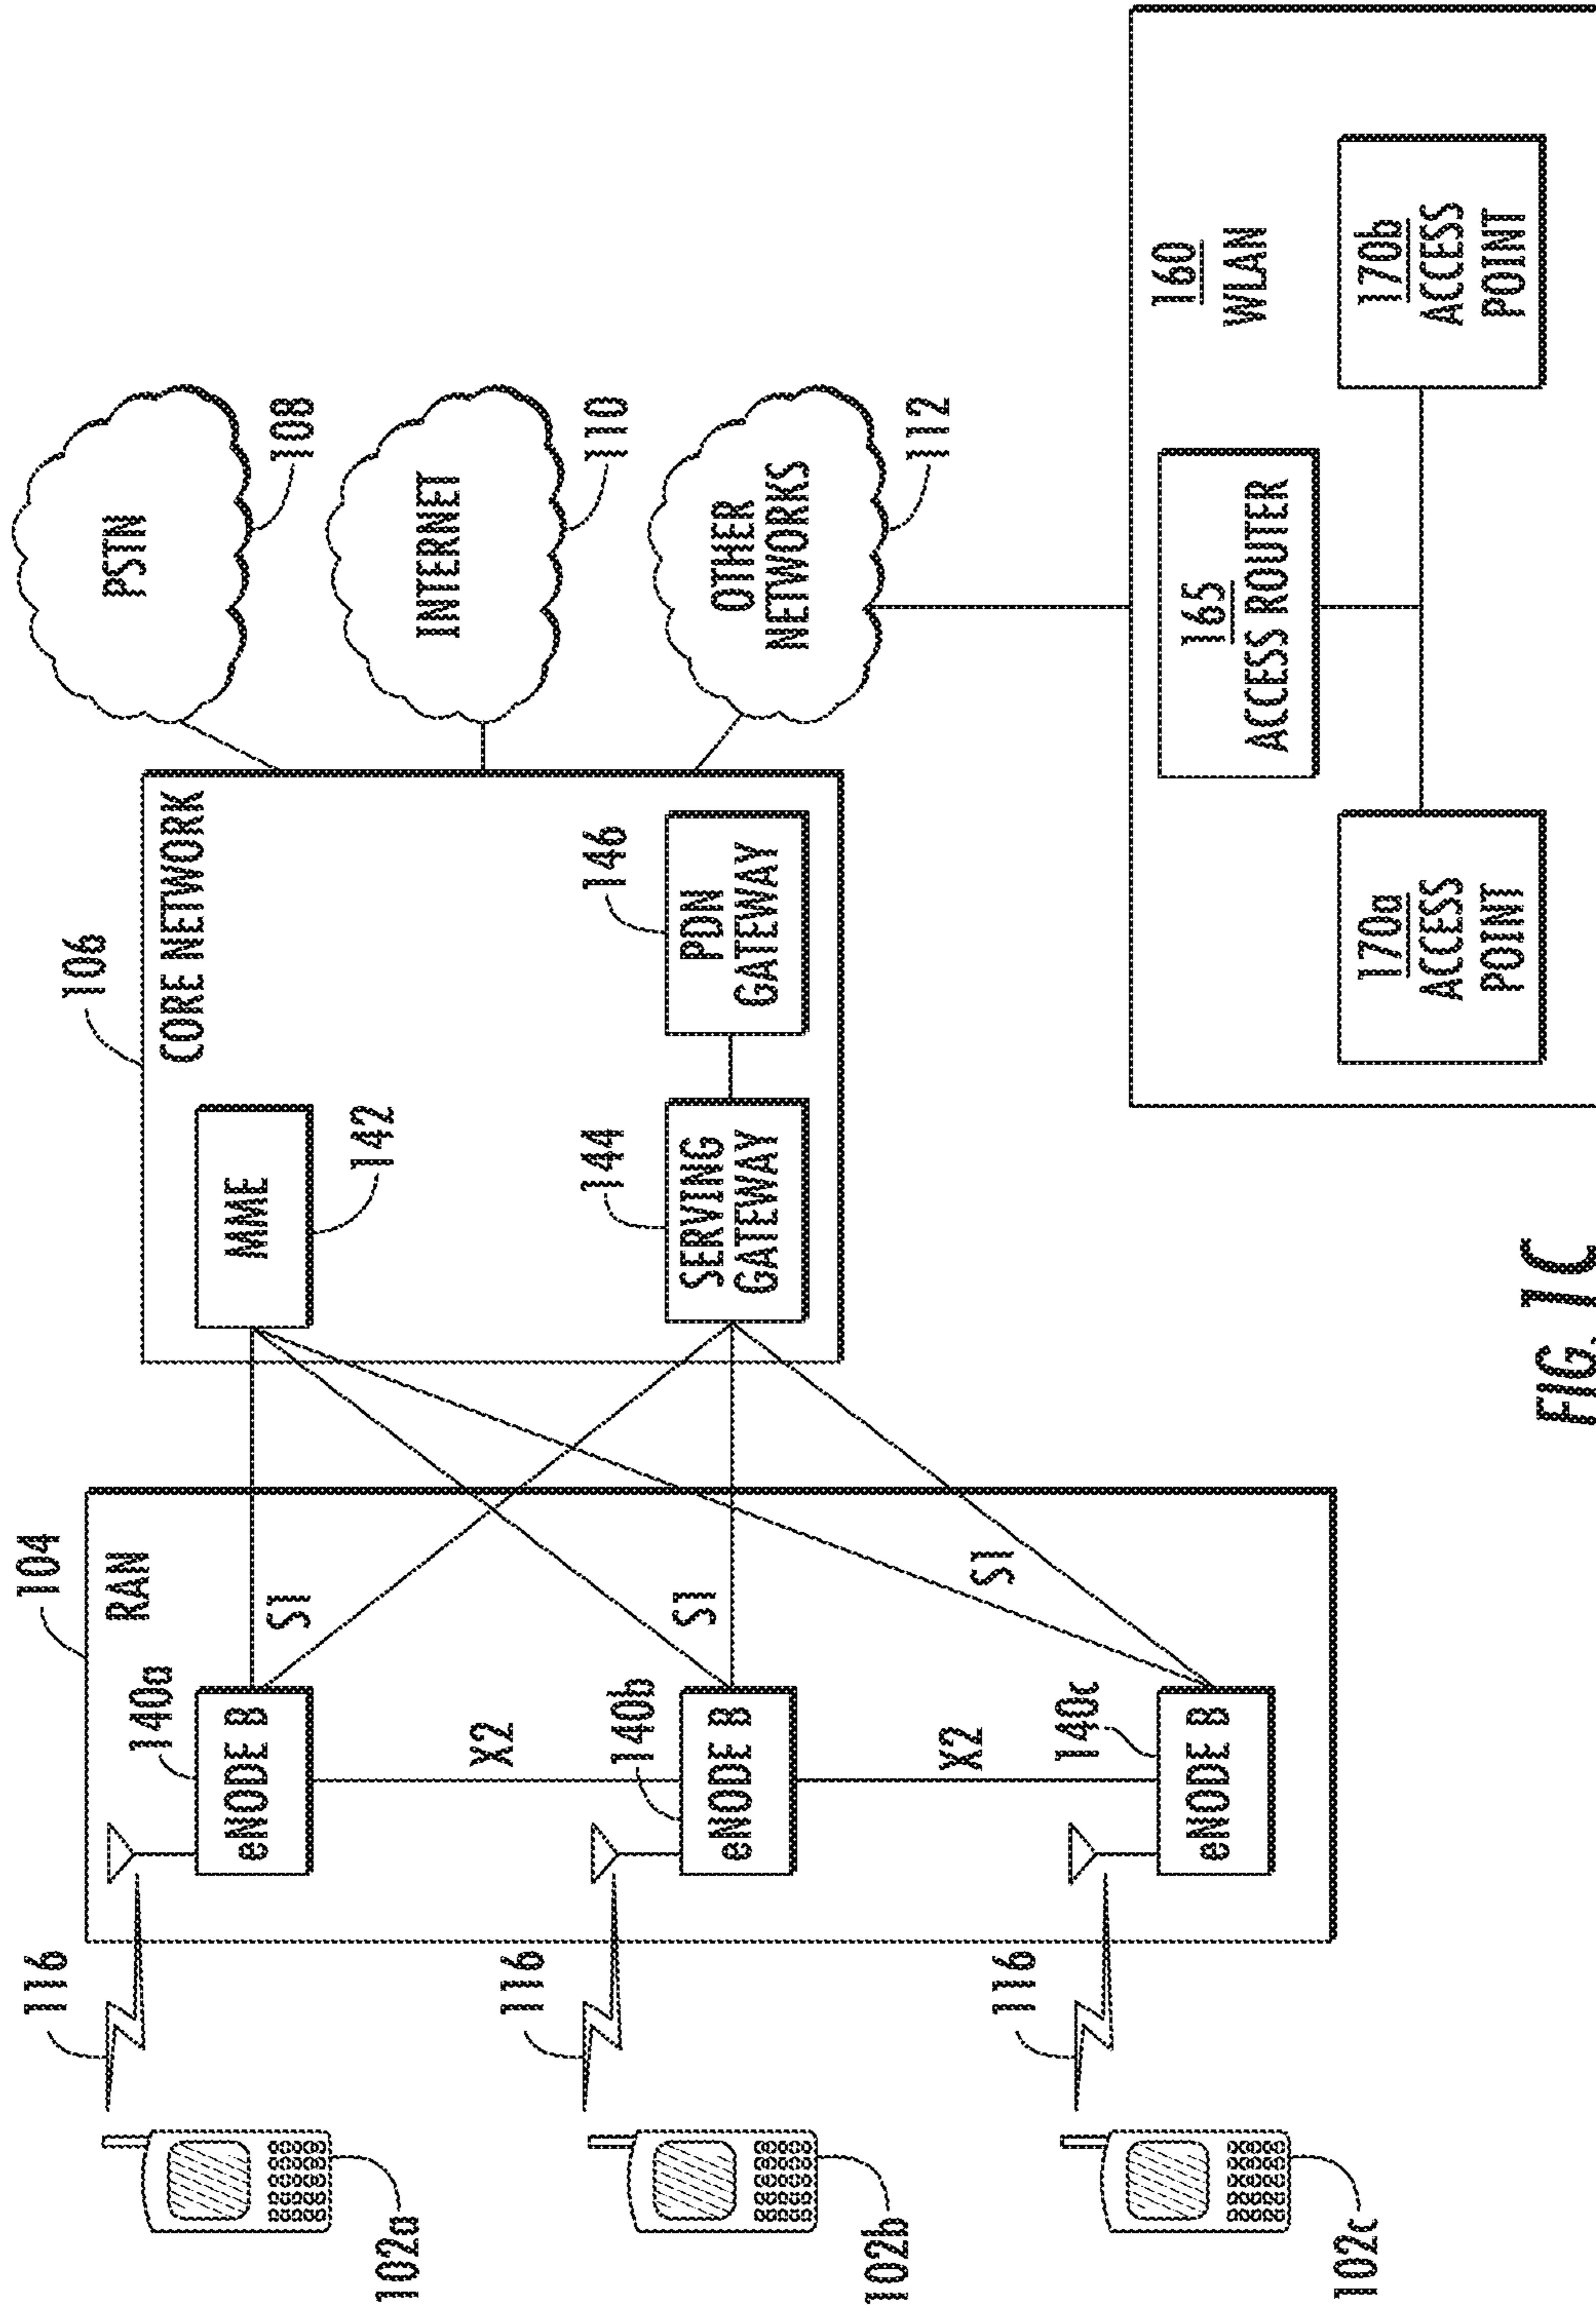 104
RAN
116
102a
140a
eNODE B
S1
X2
116
102b
140b
eNODE B
S1
X2
116
102c
140c
eNODE B
S1
106
CORE NETWORK
MME
142
144
SERVING
GATEWAY
146
PDN
GATEWAY
PSTN
108
INTERNET
110
OTHER
NETWORKS
112
160
WLAN
165
ACCESS ROUTER
170a
ACCESS
POINT
170b
ACCESS
POINT
FIG. 1C